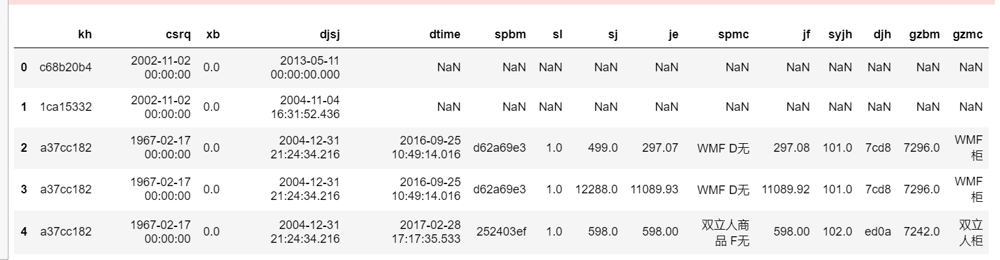 kh csrq xb djsj dtime spbm sl sj je spmc jf syjh djh gzbm gzmc
0 c68b20b4 2002-11-02 00:00:00 0.0 2013-05-11 00:00:00.000 NaN NaN NaN NaN NaN NaN NaN NaN NaN NaN NaN
1 1ca15332 2002-11-02 00:00:00 0.0 2004-11-04 16:31:52.436 NaN NaN NaN NaN NaN NaN NaN NaN NaN NaN NaN
2 a37cc182 1967-02-17 00:00:00 0.0 2004-12-31 21:24:34.216 2016-09-25 10:49:14.016 d62a69e3 1.0 499.0 297.07 WMF D无 297.08 101.0 7cd8 7296.0 WMF柜
3 a37cc182 1967-02-17 00:00:00 0.0 2004-12-31 21:24:34.216 2016-09-25 10:49:14.016 d62a69e3 1.0 12288.0 11089.93 WMF D无 11089.92 101.0 7cd8 7296.0 WMF柜
4 a37cc182 1967-02-17 00:00:00 0.0 2004-12-31 21:24:34.216 2017-02-28 17:17:35.533 252403ef 1.0 598.0 598.00 双立人商品 F无 598.00 102.0 ed0a 7242.0 双立人柜